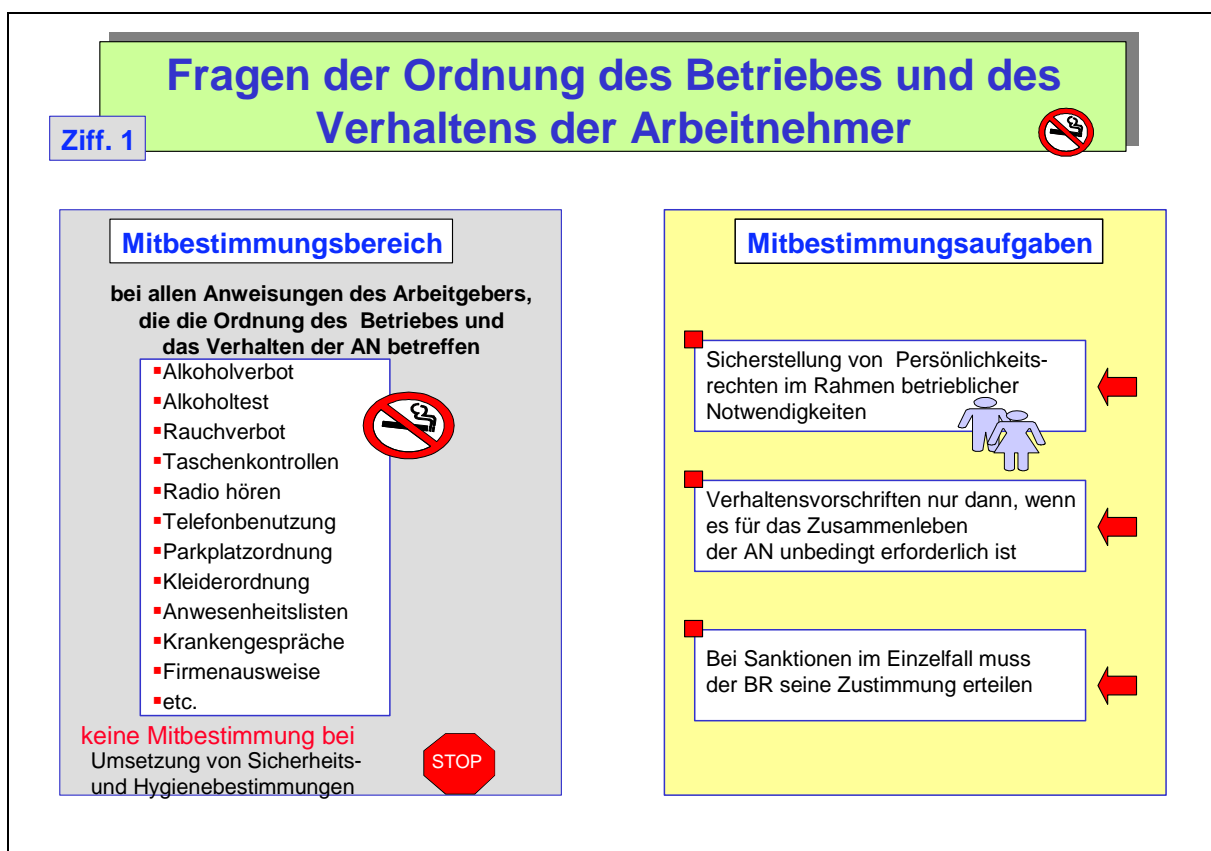 Fragen der Ordnung des Betriebes und des
Verhaltens der Arbeitnehmer
Ziff. 1
Mitbestimmungsbereich
bei allen Anweisungen des Arbeitgebers,
die die Ordnung des Betriebes und
das Verhalten der AN betreffen
▪Alkoholverbot
▪Alkoholtest
▪Rauchverbot
▪Taschenkontrollen
▪Radio hören
▪Telefonbenutzung
▪Parkplatzordnung
▪Kleiderordnung
▪Anwesenheitslisten
▪Krankengespräche
▪Firmenausweise
▪etc.
keine Mitbestimmung bei
Umsetzung von Sicherheits-
und Hygienebestimmungen
STOP
Mitbestimmungsaufgaben
Sicherstellung von Persönlichkeits-
rechten im Rahmen betrieblicher
Notwendigkeiten
Verhaltensvorschriften nur dann, wenn
es für das Zusammenleben
der AN unbedingt erforderlich ist
Bei Sanktionen im Einzelfall muss
der BR seine Zustimmung erteilen